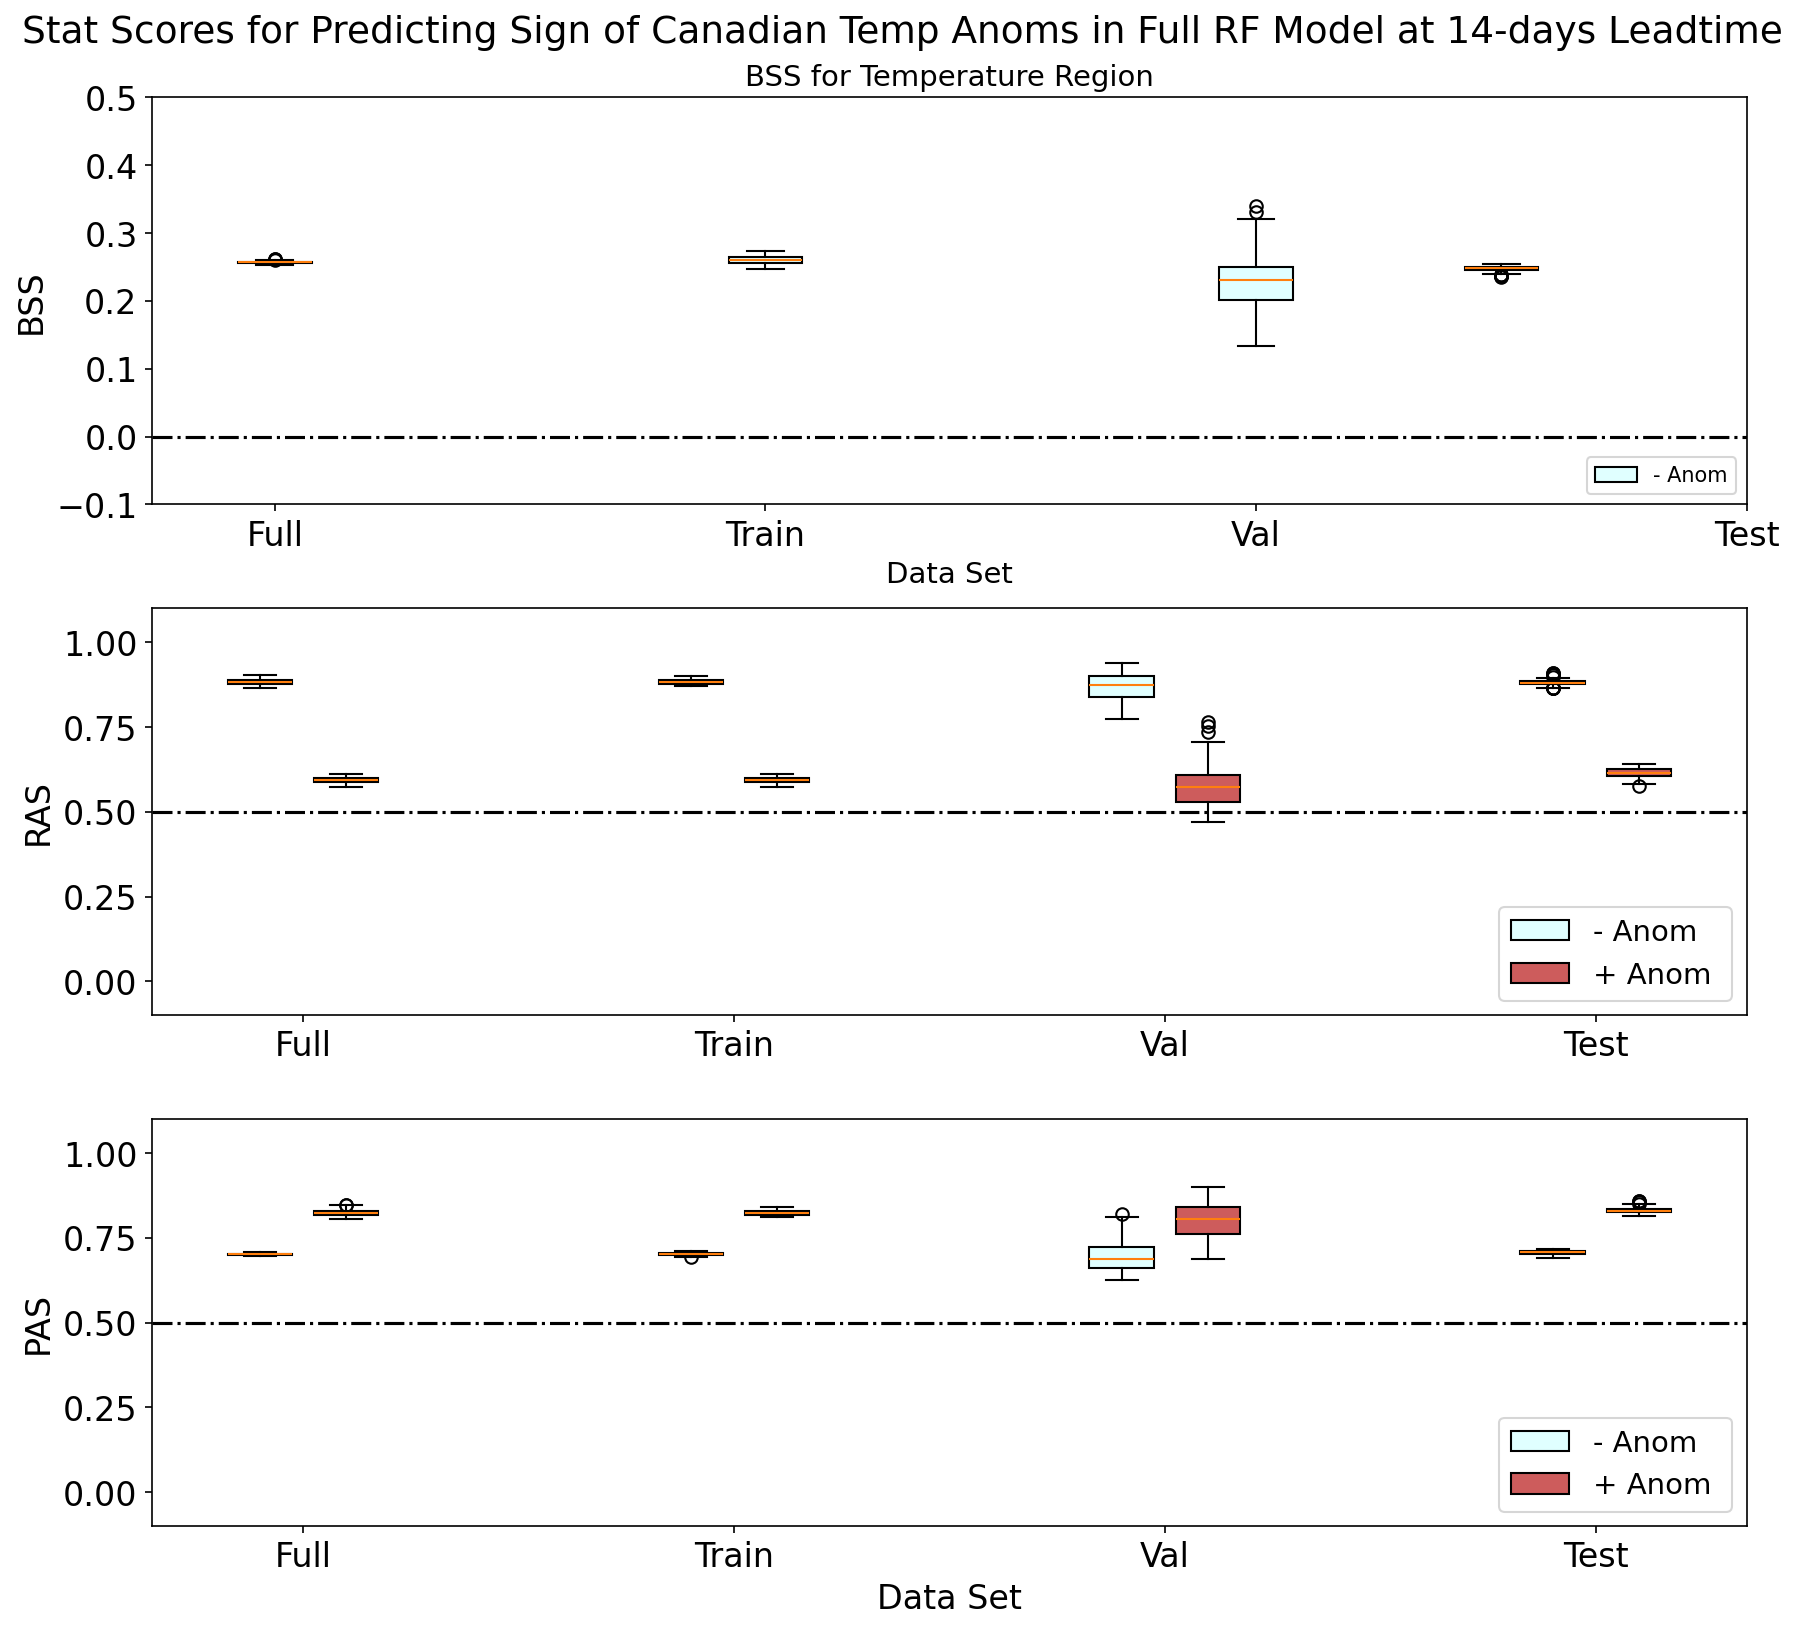 Stat Scores for Predicting Sign of Canadian Temp Anoms in Full RF Model at 14-days Leadtime
BSS for Temperature Region
0.5
0.4
0.3
0.2
0.1
0.0
−0.1
BSS
- Anom
Full Train Val Test
Data Set
1.00
0.75
0.50
0.25
0.00
RAS
- Anom
+ Anom
Full Train Val Test
1.00
0.75
0.50
0.25
0.00
PAS
- Anom
+ Anom
Full Train Val Test
Data Set